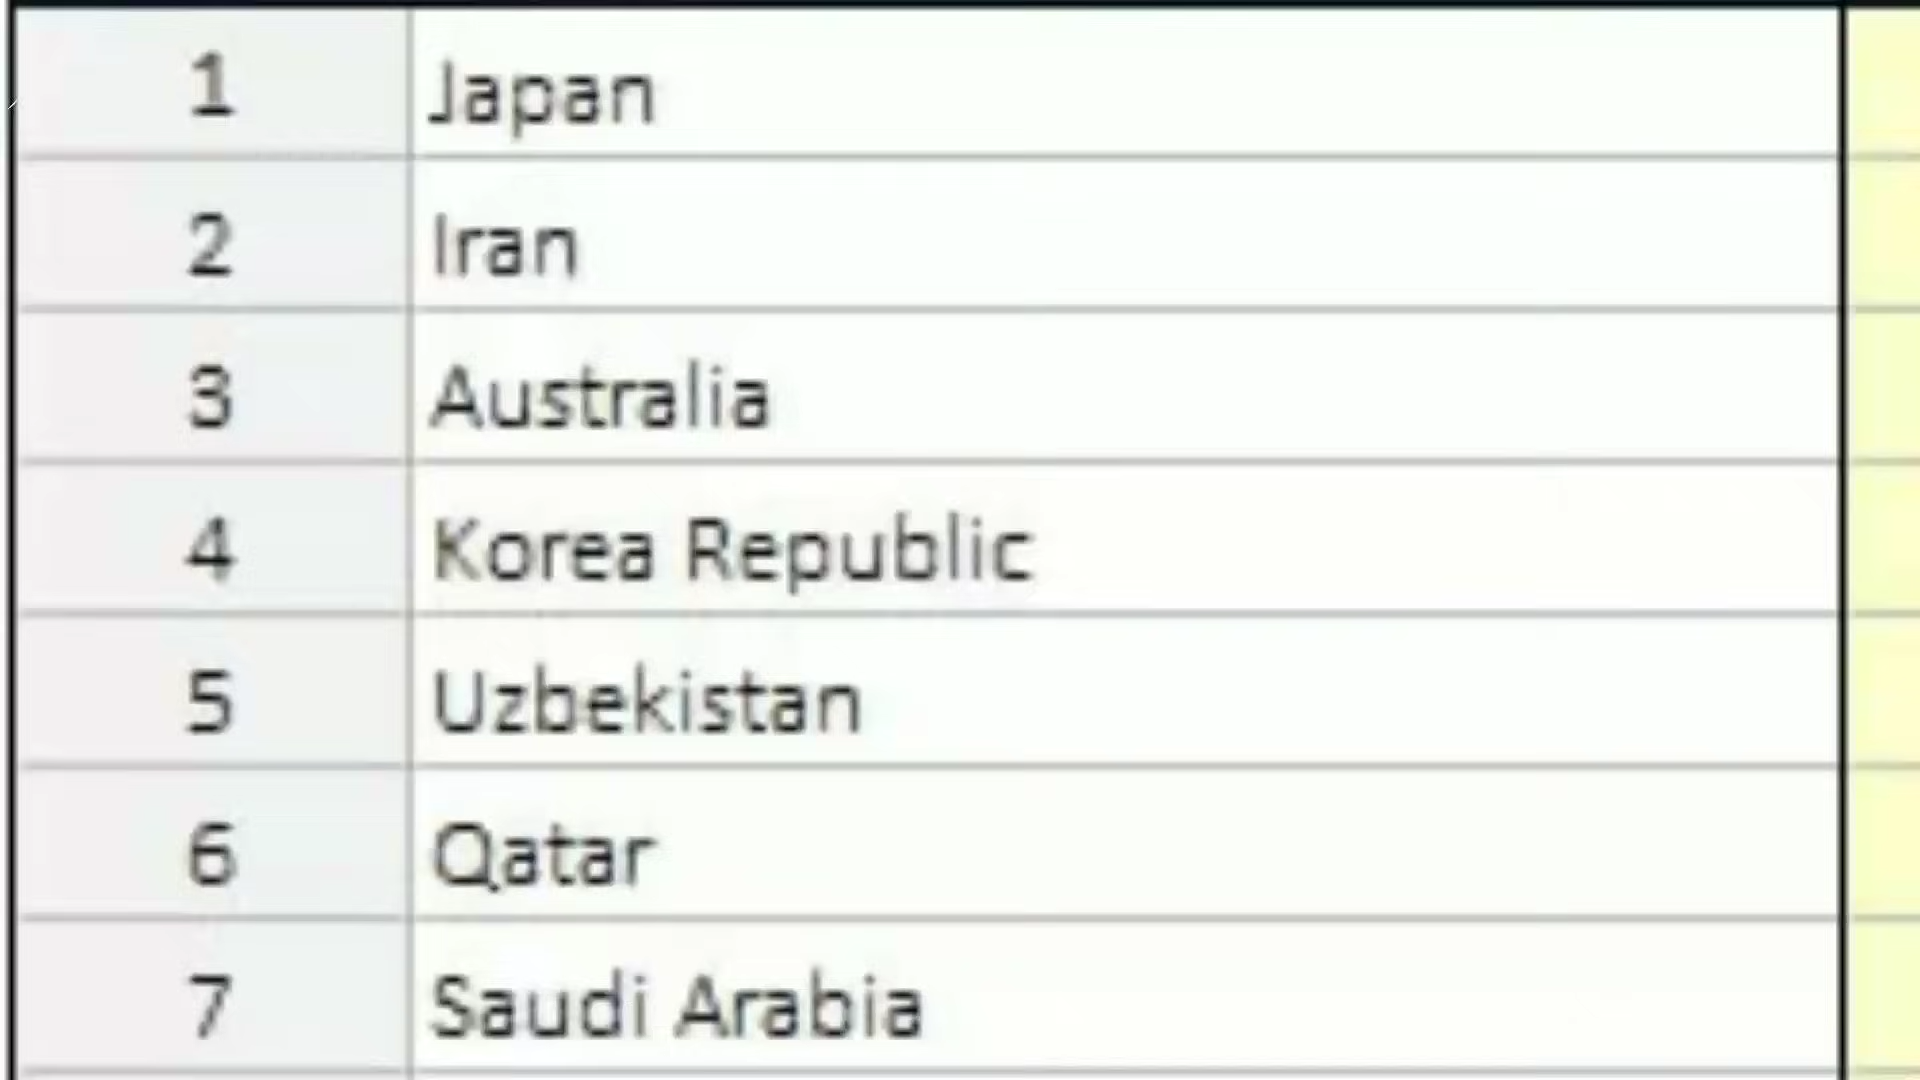 1 Japan
2 Iran
3 Australia
4 Korea Republic
5 Uzbekistan
6 Qatar
7 Saudi Arabia